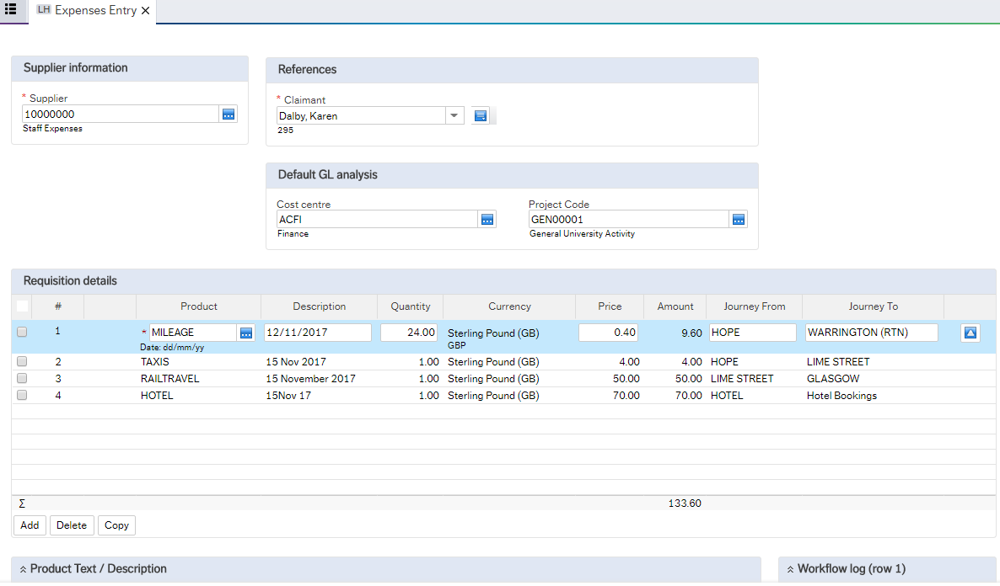 LH Expenses Entry
Supplier information
* Supplier
10000000
Staff Expenses
References
* Claimant
Dalby, Karen
295
Default GL analysis
Cost centre Project Code
ACFI GEN00001
Finance General University Activity
Requisition details
# Product Description Quantity Currency Price Amount Journey From Journey To
1 * MILEAGE 12/11/2017 24.00 Sterling Pound (GB) 0.40 9.60 HOPE WARRINGTON (RTN)
Date: dd/mm/yy GBP
2 TAXIS 15 Nov 2017 1.00 Sterling Pound (GB) 4.00 4.00 HOPE LIME STREET
3 RAILTRAVEL 15 November 2017 1.00 Sterling Pound (GB) 50.00 50.00 LIME STREET GLASGOW
4 HOTEL 15Nov 17 1.00 Sterling Pound (GB) 70.00 70.00 HOTEL Hotel Bookings
Σ 133.60
Add Delete Copy
Product Text / Description Workflow log (row 1)